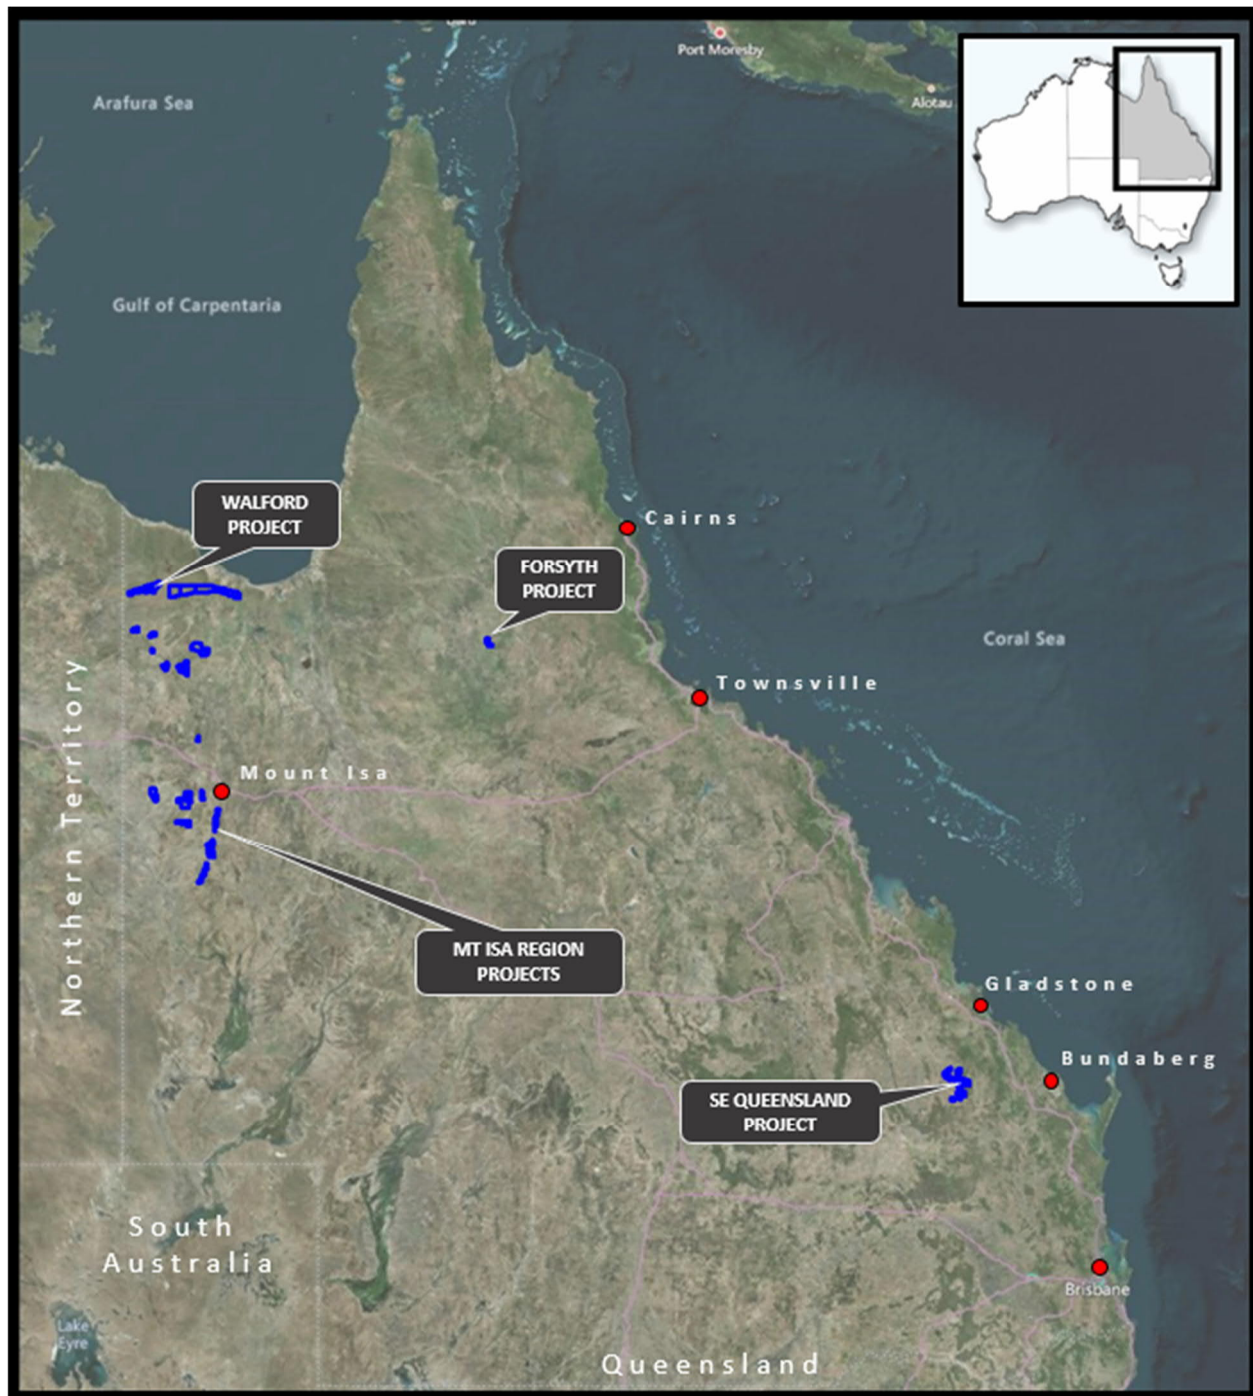 Port Moresby
Alotau
Arafura Sea
Gulf of Carpentaria
WALFORD
PROJECT
Cairns
FORSYTH
PROJECT
Coral Sea
Townsville
Northern Territory
Mount Isa
MT ISA REGION
PROJECTS
Gladstone
Bundaberg
SE QUEENSLAND
PROJECT
South
Australia
Brisbane
Lake
Eyre
Queensland